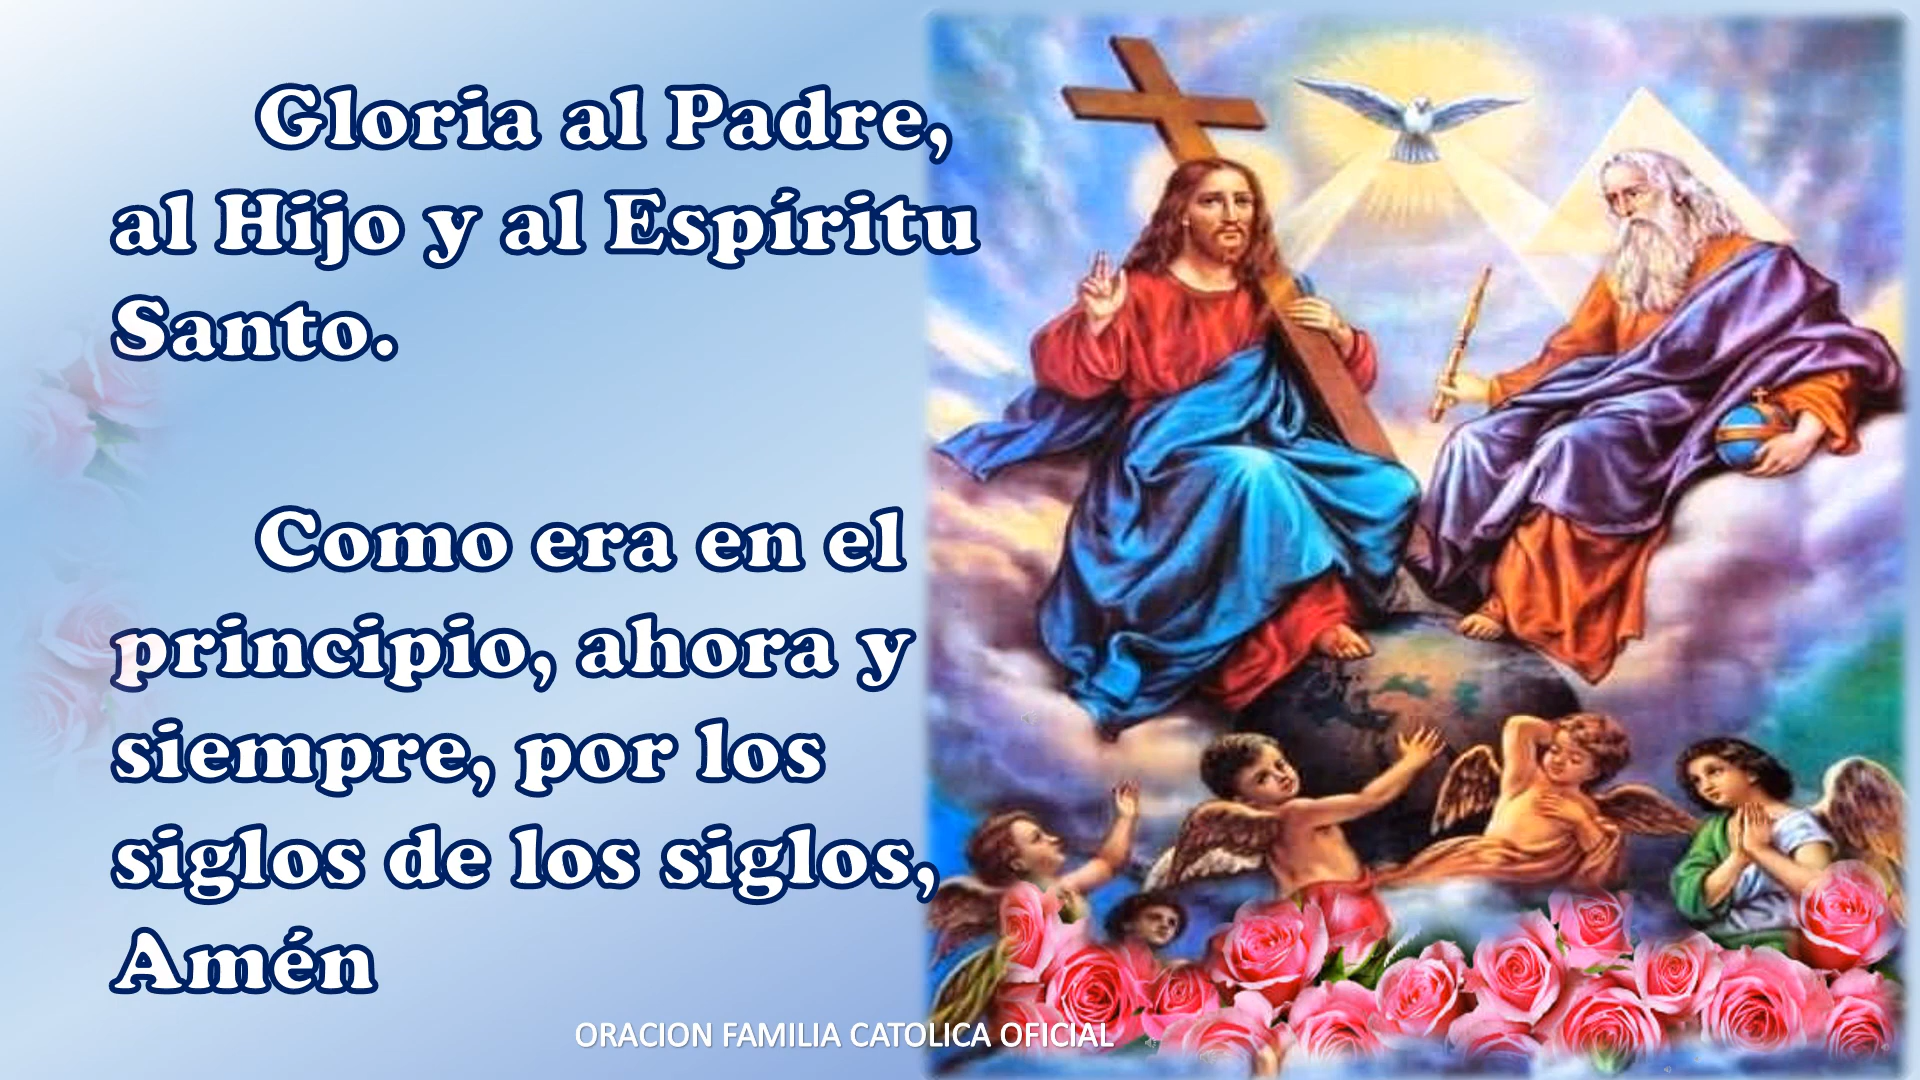 Gloria al Padre,
al Hijo y al Espíritu
Santo.
Como era en el
principio, ahora y
siempre, por los
siglos de los siglos,
Amén
ORACION FAMILIA CATOLICA OFICIAL